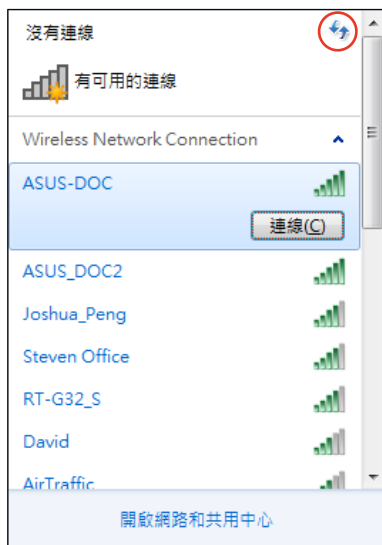 沒有連線
有可用的連線
Wireless Network Connection
ASUS-DOC
連線(C)
ASUS_DOC2
Joshua_Peng
Steven Office
RT-G32_S
David
AirTraffic
開啟網路和共用中心